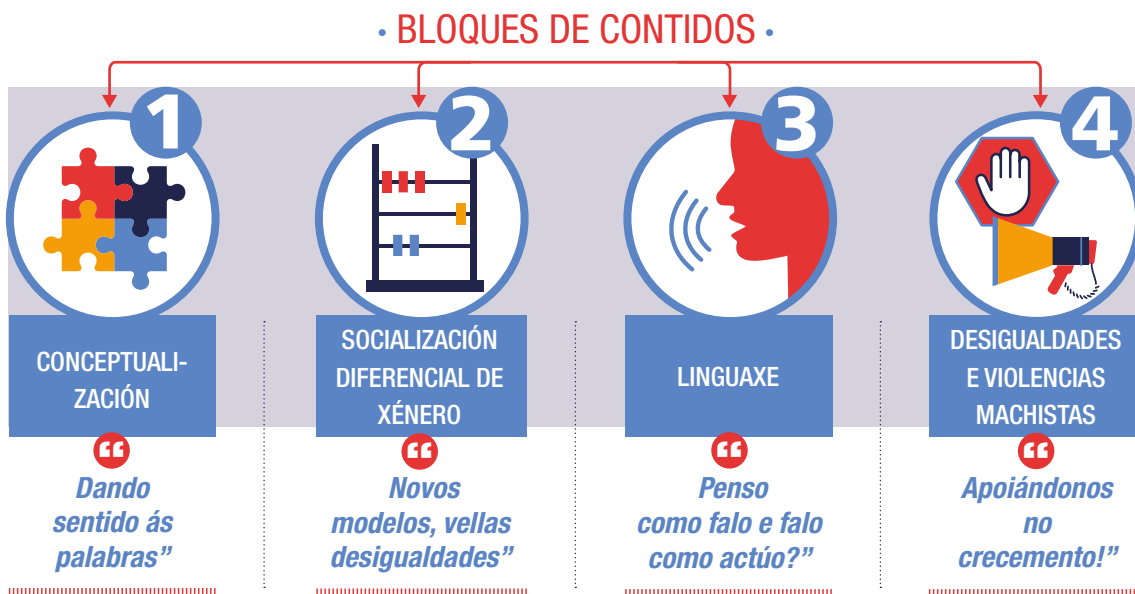 • BLOQUES DE CONTIDOS •
1
CONCEPTUALI-
ZACIÓN
“
Dando
sentido ás
palabras”
2
SOCIALIZACIÓN
DIFERENCIAL DE
XÉNERO
“
Novos
modelos, vellas
desigualdades”
3
LINGUAXE
“
Penso
como falo e falo
como actúo?”
4
DESIGUALDADES
E VIOLENCIAS
MACHISTAS
“
Apoiándonos
no
crecemento!”